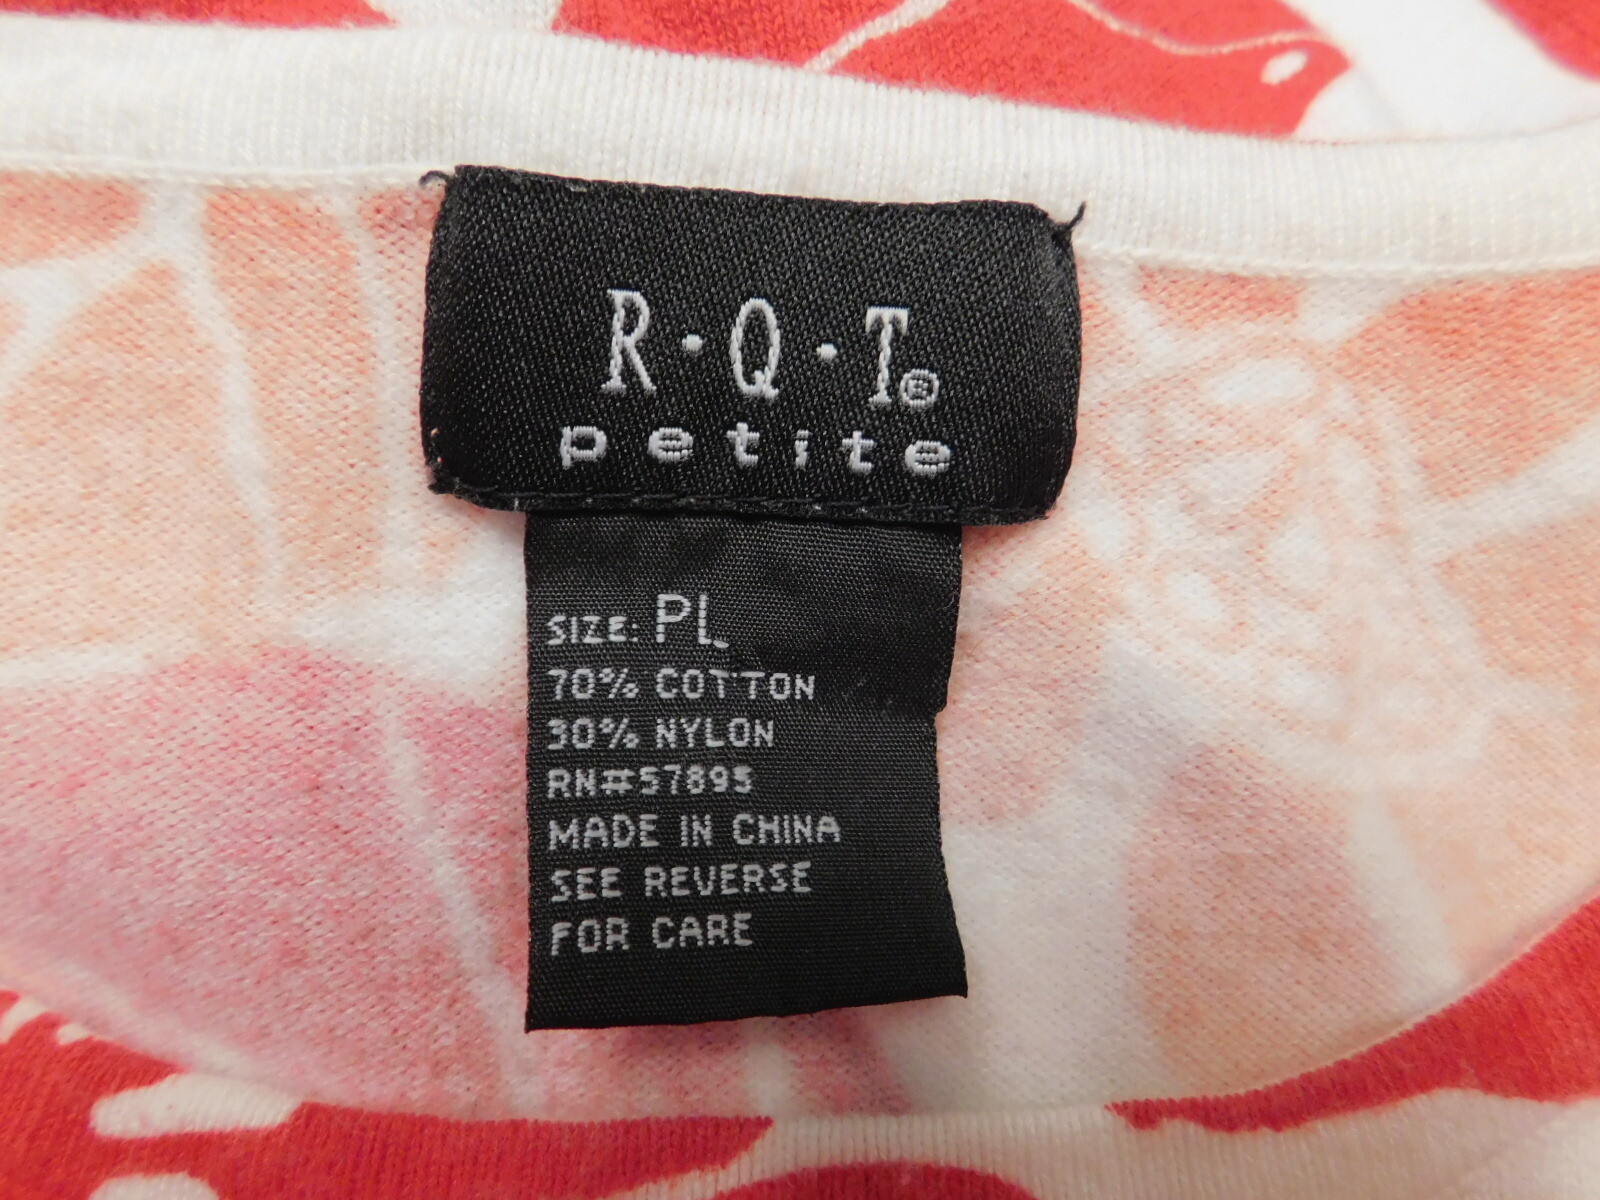 R·Q·T®
petite
SIZE: PL
70% COTTON
30% NYLON
RN#57895
MADE IN CHINA
SEE REVERSE
FOR CARE